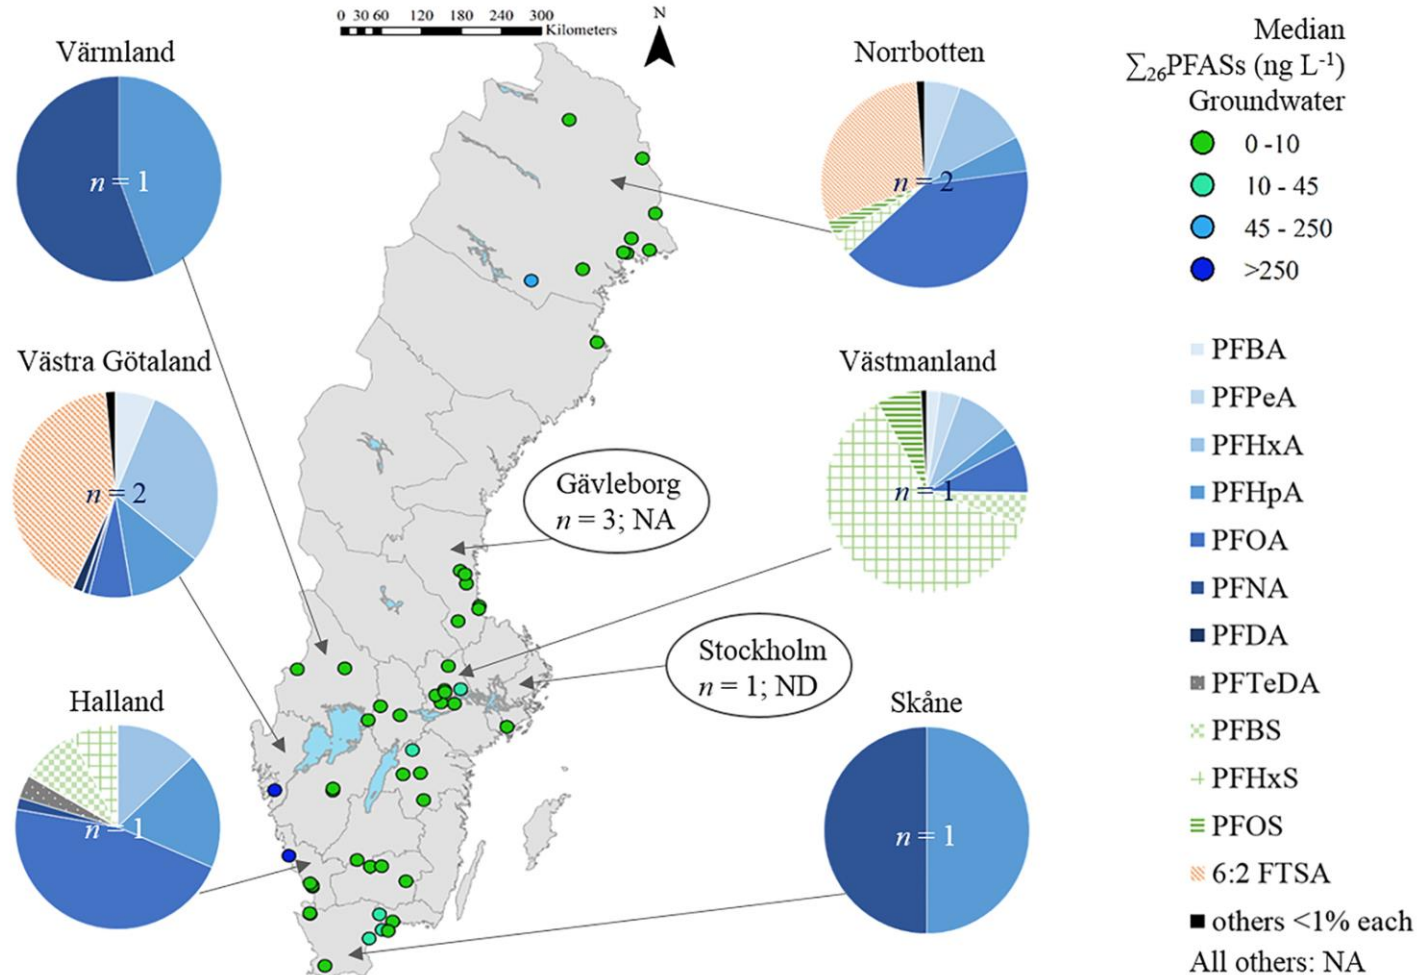 0 30 60 120 180 240 300
Kilometers
N
Värmland
n = 1
Norrbotten
n = 2
Median
∑26PFASs (ng L-1)
Groundwater
0 -10
10 - 45
45 - 250
>250
Västra Götaland
n = 2
Västmanland
n = 1
Gävleborg
n = 3; NA
Stockholm
n = 1; ND
Halland
n = 1
Skåne
n = 1
PFBA
PFPeA
PFHxA
PFHpA
PFOA
PFNA
PFDA
PFTeDA
PFBS
PFHxS
PFOS
6:2 FTSA
others <1% each
All others: NA